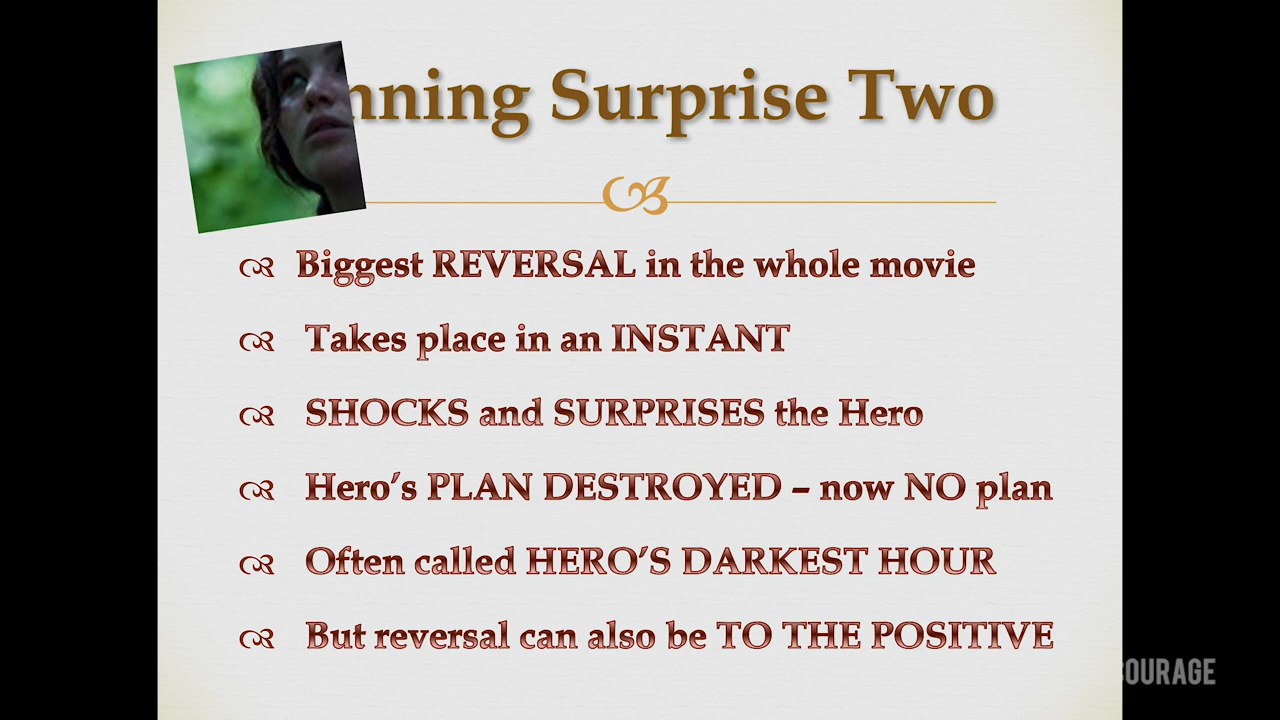 nning Surprise Two
Biggest REVERSAL in the whole movie
Takes place in an INSTANT
SHOCKS and SURPRISES the Hero
Hero’s PLAN DESTROYED – now NO plan
Often called HERO’S DARKEST HOUR
But reversal can also be TO THE POSITIVE
OURAGE